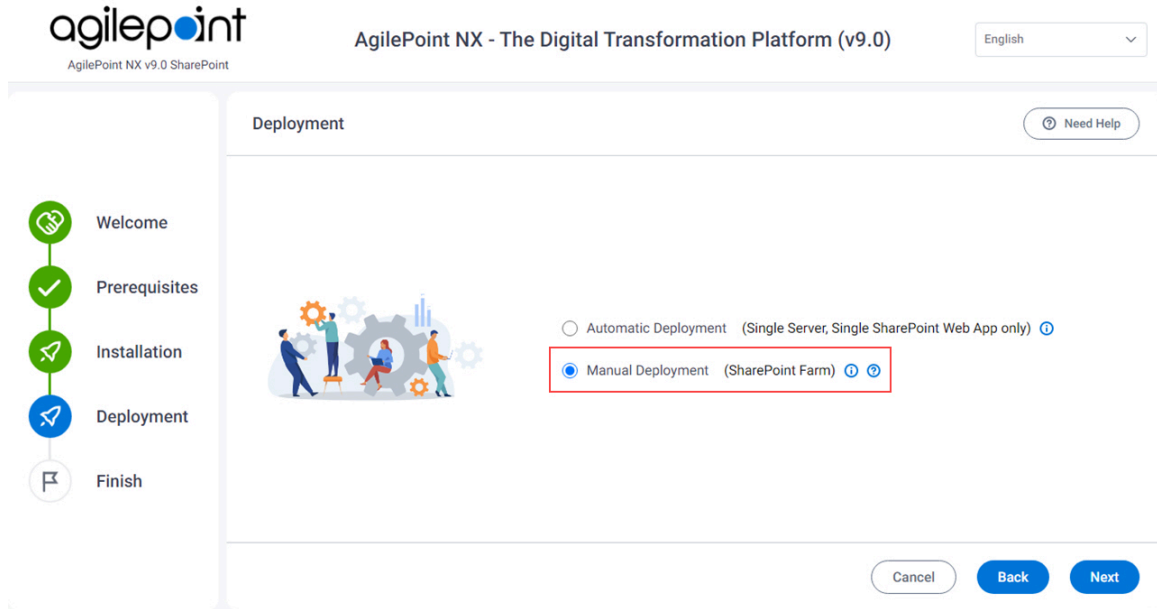 agilepoint
AgilePoint NX v9.0 SharePoint
AgilePoint NX - The Digital Transformation Platform (v9.0)
English
Deployment
Need Help
Welcome
Prerequisites
Installation
Deployment
Finish
Automatic Deployment (Single Server, Single SharePoint Web App only)
Manual Deployment (SharePoint Farm)
Cancel
Back
Next